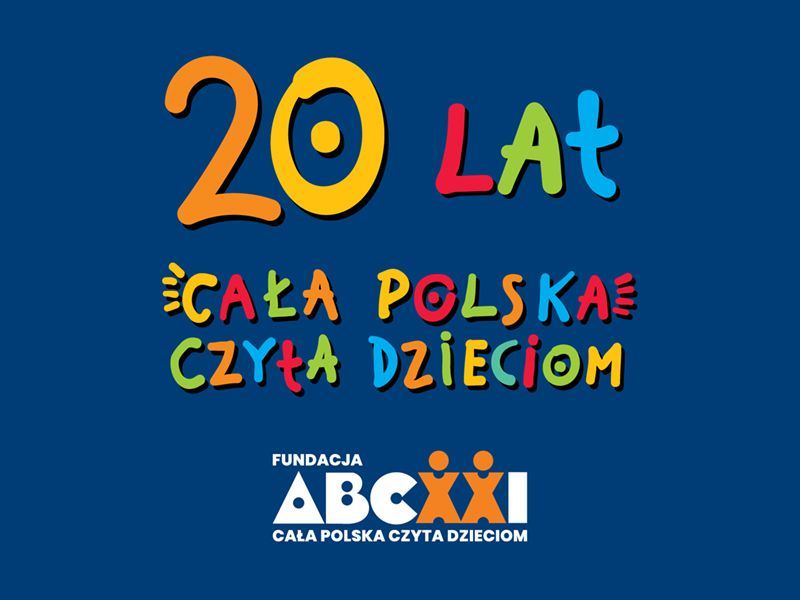 20 LAT
CAŁA POLSKA
CZYTA DZIECIOM
FUNDACJA
ABCXXI
CAŁA POLSKA CZYTA DZIECIOM